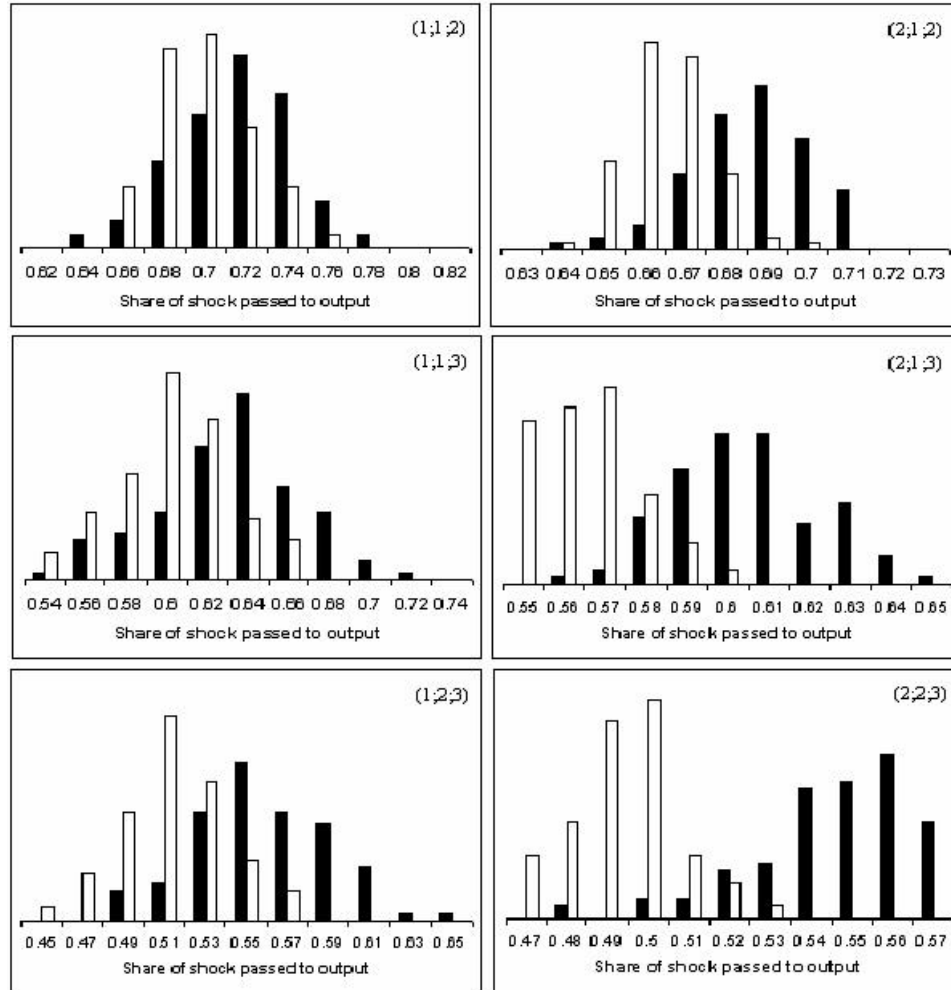 (1;1;2)
0.62 0.64 0.66 0.68 0.7 0.72 0.74 0.76 0.78 0.8 0.82
Share of shock passed to output
(2;1;2)
0.63 0.64 0.65 0.66 0.67 0.68 0.69 0.7 0.71 0.72 0.73
Share of shock passed to output
(1;1;3)
0.54 0.56 0.58 0.6 0.62 0.64 0.66 0.68 0.7 0.72 0.74
Share of shock passed to output
(2;1;3)
0.55 0.56 0.57 0.58 0.59 0.6 0.61 0.62 0.63 0.64 0.65
Share of shock passed to output
(1;2;3)
0.45 0.47 0.49 0.51 0.53 0.55 0.57 0.59 0.61 0.63 0.65
Share of shock passed to output
(2;2;3)
0.47 0.48 0.49 0.5 0.51 0.52 0.53 0.54 0.55 0.56 0.57
Share of shock passed to output